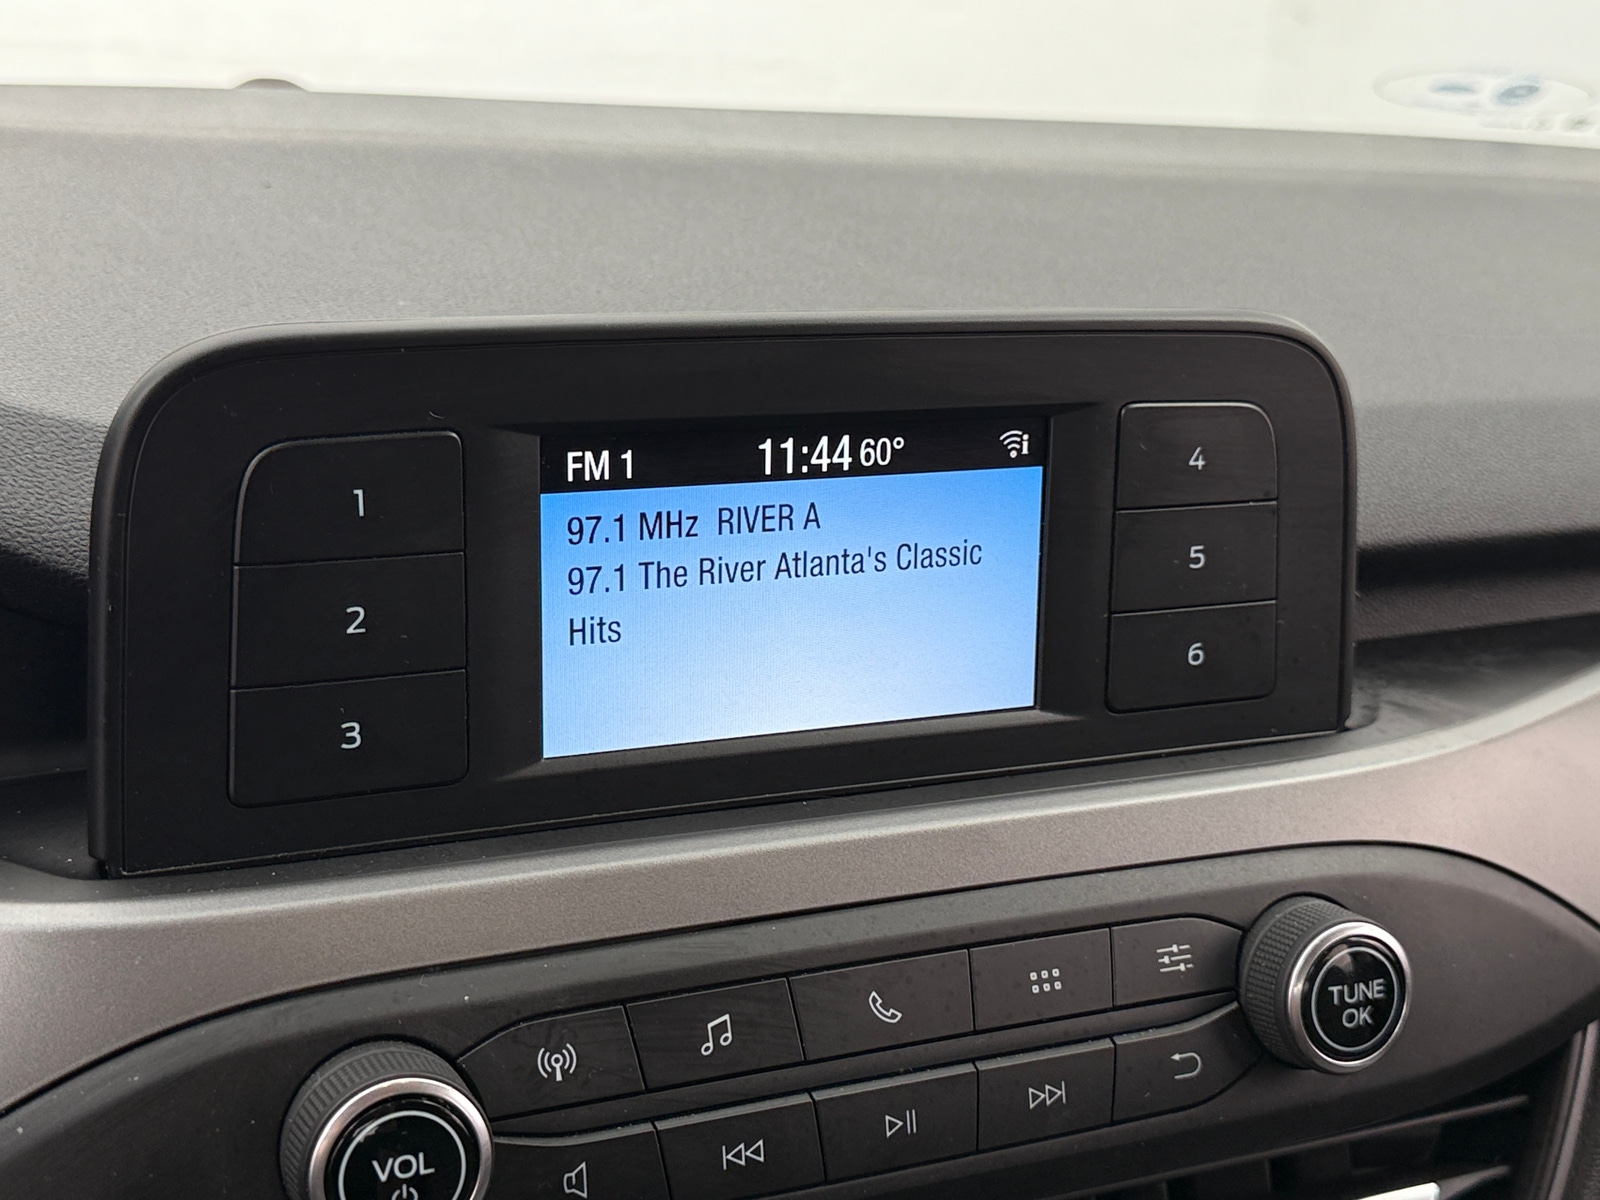 FM 1 11:44 60°
97.1 MHz RIVER A
97.1 The River Atlanta's Classic
Hits
1
2
3
4
5
6
TUNE
OK
VOL